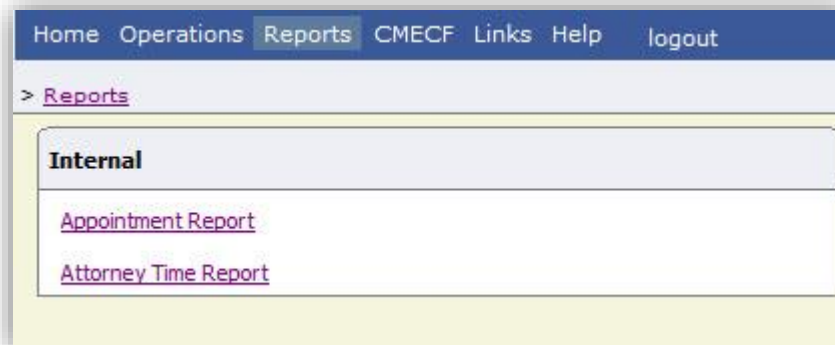 Home Operations Reports CMECF Links Help logout
> Reports
Internal
Appointment Report
Attorney Time Report